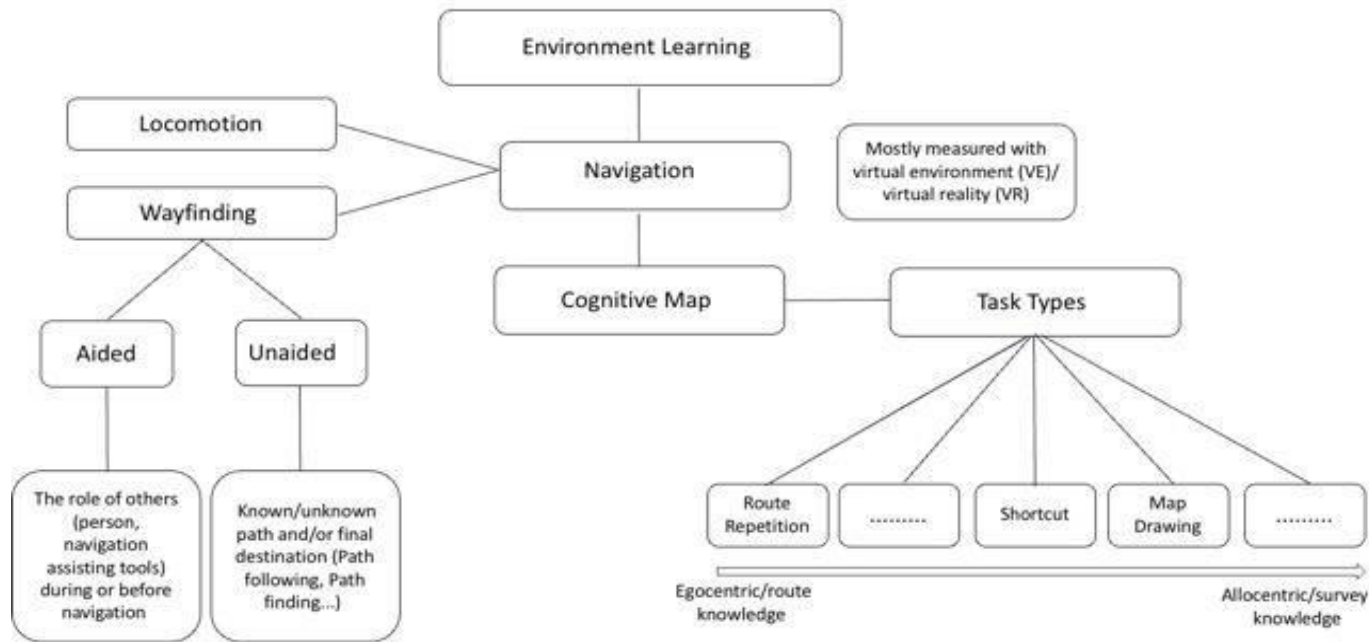 Environment Learning
Locomotion
Navigation
Mostly measured with
virtual environment (VE)/
virtual reality (VR)
Wayfinding
Cognitive Map
Task Types
Aided
Unaided
The role of others
(person,
navigation
assisting tools)
during or before
navigation
Known/unknown
path and/or final
destination (Path
following, Path
finding...)
Route
Repetition
.........
Shortcut
Map
Drawing
.........
Egocentric/route
knowledge
Allocentric/survey
knowledge